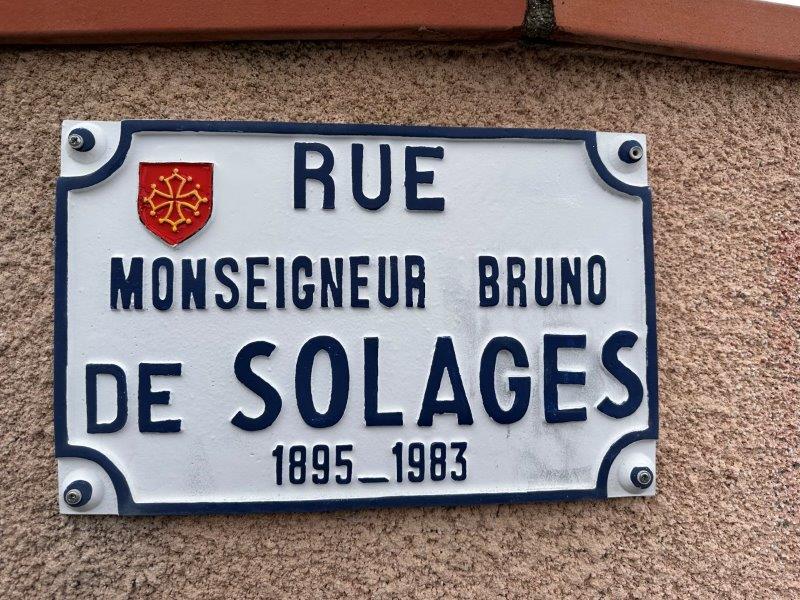 RUE
MONSEIGNEUR BRUNO
DE SOLAGES
1895_1983